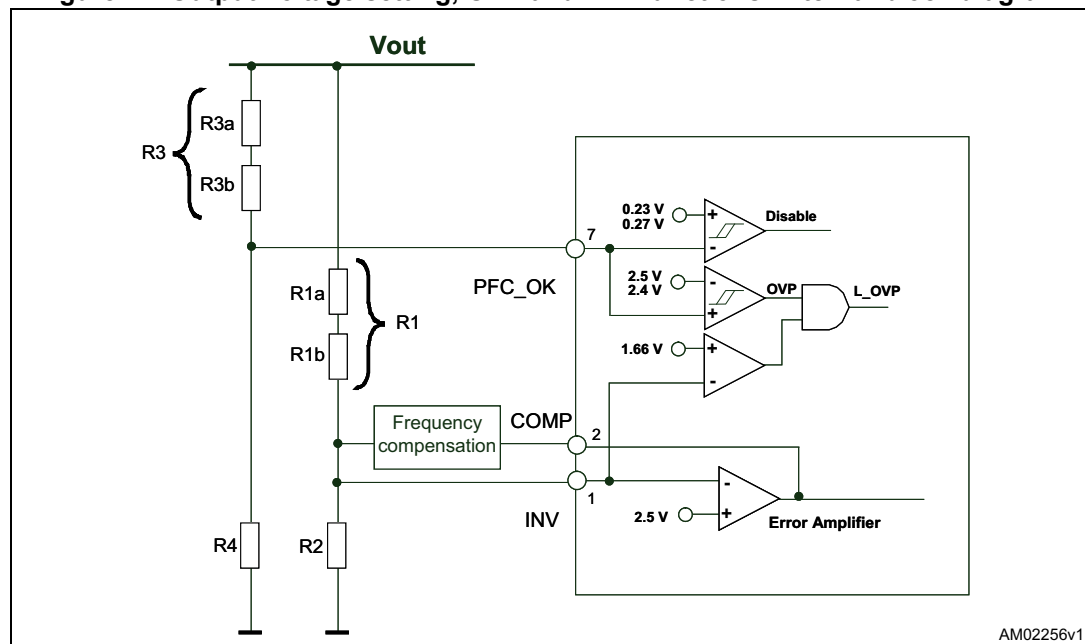 Vout
R3a
R3
R3b
0.23 V
0.27 V
Disable
7
PFC_OK
2.5 V
2.4 V
OVP
L_OVP
R1a
R1
R1b
1.66 V
Frequency
compensation
COMP
2
1
INV
2.5 V
Error Amplifier
R4
R2
AM02256v1